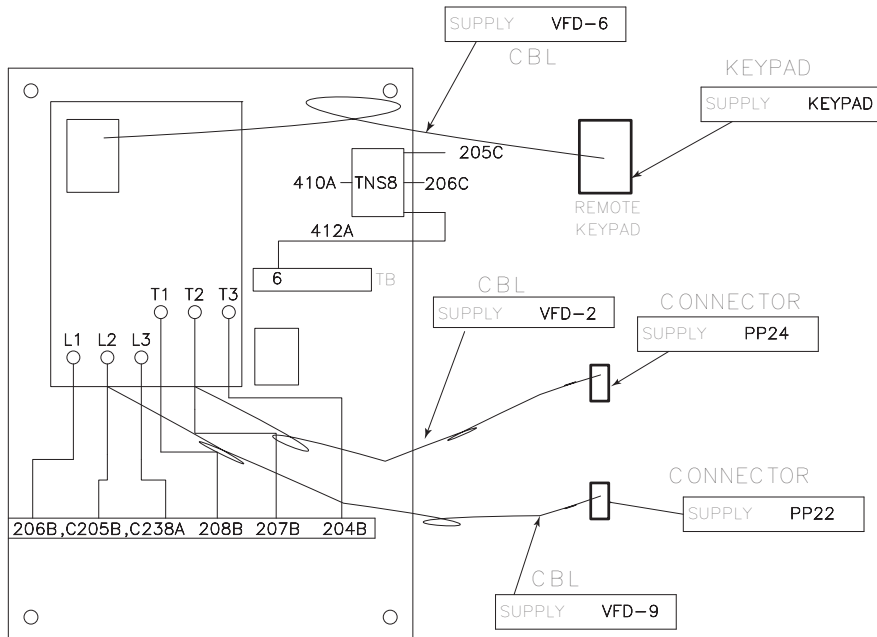 SUPPLY VFD-6
CBL
KEYPAD
SUPPLY KEYPAD
205C
410A TNS8 206C
REMOTE
KEYPAD
412A
6 TB
T1 T2 T3
L1 L2 L3
CBL
SUPPLY VFD-2
CONNECTOR
SUPPLY PP24
CONNECTOR
SUPPLY PP22
206B,C205B,C238A 208B 207B 204B
CBL
SUPPLY VFD-9